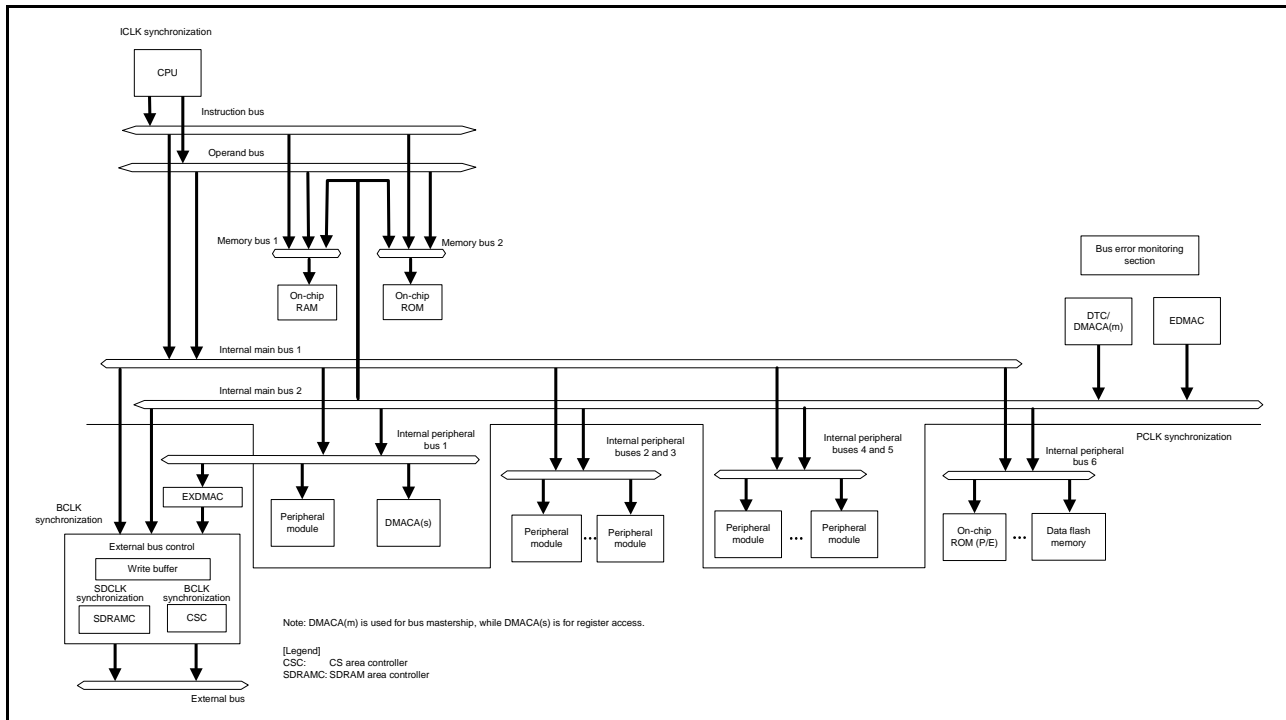 ICLK synchronization
CPU
Instruction bus
Operand bus
Memory bus 1
Memory bus 2
On-chip
RAM
On-chip
ROM
Bus error monitoring
section
DTC/
DMACA(m)
EDMAC
Internal main bus 1
Internal main bus 2
PCLK synchronization
Internal peripheral
bus 1
Internal peripheral
buses 2 and 3
Internal peripheral
buses 4 and 5
Internal peripheral
bus 6
EXDMAC
BCLK
synchronization
Peripheral
module
DMACA(s)
Peripheral
module
...
Peripheral
module
Peripheral
module
...
Peripheral
module
On-chip
ROM (P/E)
...
Data flash
memory
External bus control
Write buffer
SDCLK
synchronization
BCLK
synchronization
SDRAMC
CSC
External bus
Note: DMACA(m) is used for bus mastership, while DMACA(s) is for register access.
[Legend]
CSC: CS area controller
SDRAMC: SDRAM area controller